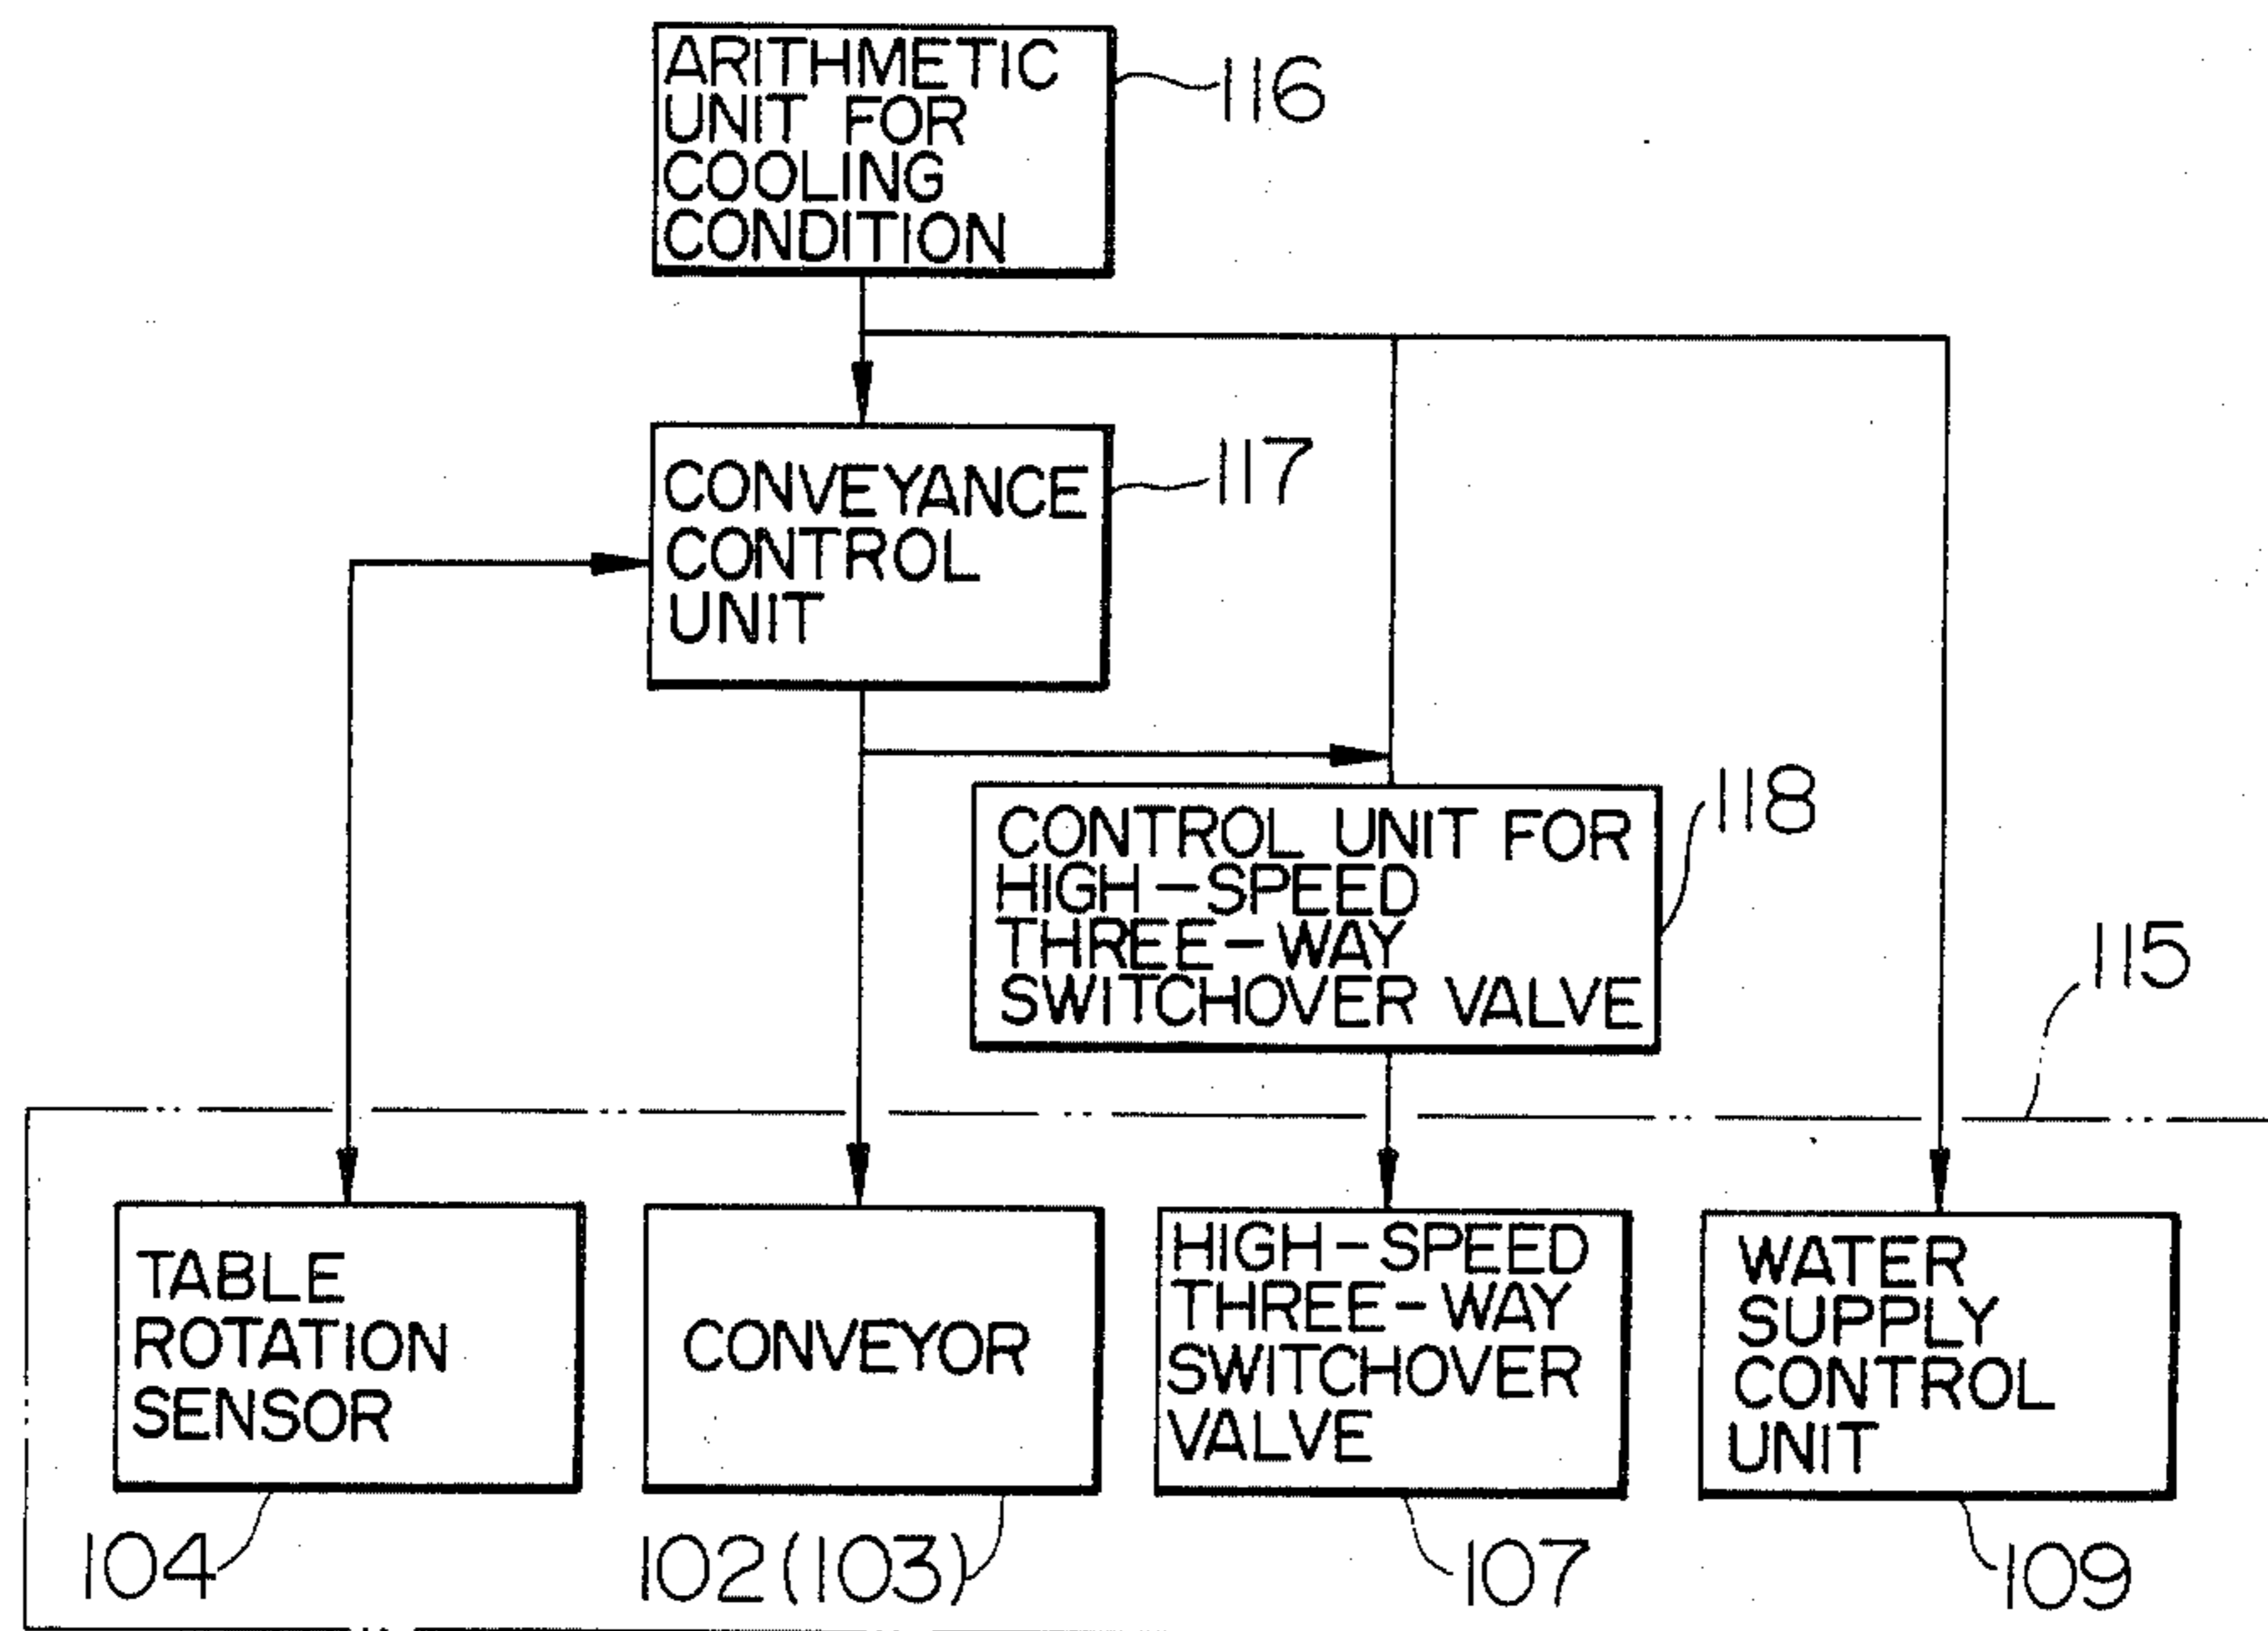 ARITHMETIC
UNIT FOR
COOLING
CONDITION
116
CONVEYANCE
CONTROL
UNIT
117
CONTROL UNIT FOR
HIGH-SPEED
THREE-WAY
SWITCHOVER VALVE
118
115
TABLE
ROTATION
SENSOR
104
CONVEYOR
102(103)
HIGH-SPEED
THREE-WAY
SWITCHOVER
VALVE
107
WATER
SUPPLY
CONTROL
UNIT
109